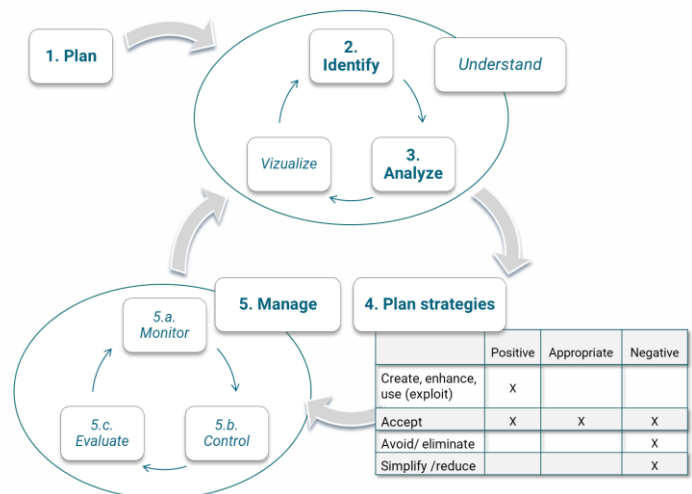 1. Plan
2.
Identify
Understand
Vizualize
3.
Analyze
5. Manage
4. Plan strategies
5.a.
Monitor
5.c.
Evaluate
5.b.
Control
Positive Appropriate Negative
Create, enhance,
use (exploit) X
Accept X X X
Avoid/ eliminate X
Simplify /reduce X